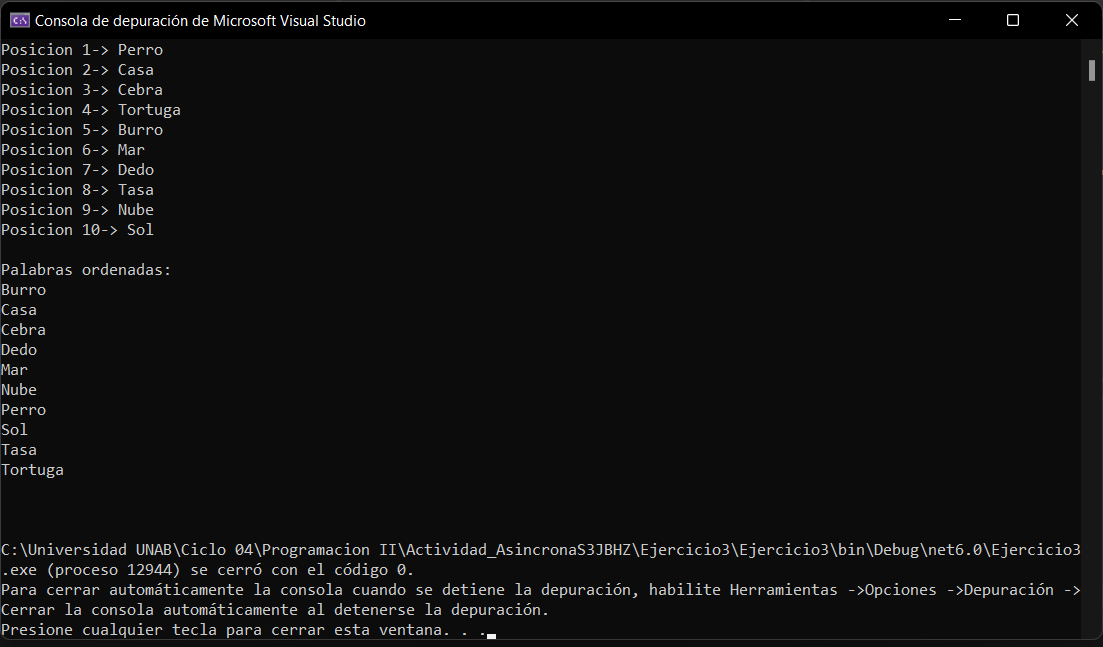 Consola de depuración de Microsoft Visual Studio
Posicion 1-> Perro
Posicion 2-> Casa
Posicion 3-> Cebra
Posicion 4-> Tortuga
Posicion 5-> Burro
Posicion 6-> Mar
Posicion 7-> Dedo
Posicion 8-> Tasa
Posicion 9-> Nube
Posicion 10-> Sol
Palabras ordenadas:
Burro
Casa
Cebra
Dedo
Mar
Nube
Perro
Sol
Tasa
Tortuga
C:\Universidad UNAB\Ciclo 04\Programacion II\Actividad_AsincronaS3JBHZ\Ejercicio3\Ejercicio3\bin\Debug\net6.0\Ejercicio3
.exe (proceso 12944) se cerró con el código 0.
Para cerrar automáticamente la consola cuando se detiene la depuración, habilite Herramientas ->Opciones ->Depuración ->
Cerrar la consola automáticamente al detenerse la depuración.
Presione cualquier tecla para cerrar esta ventana. . .